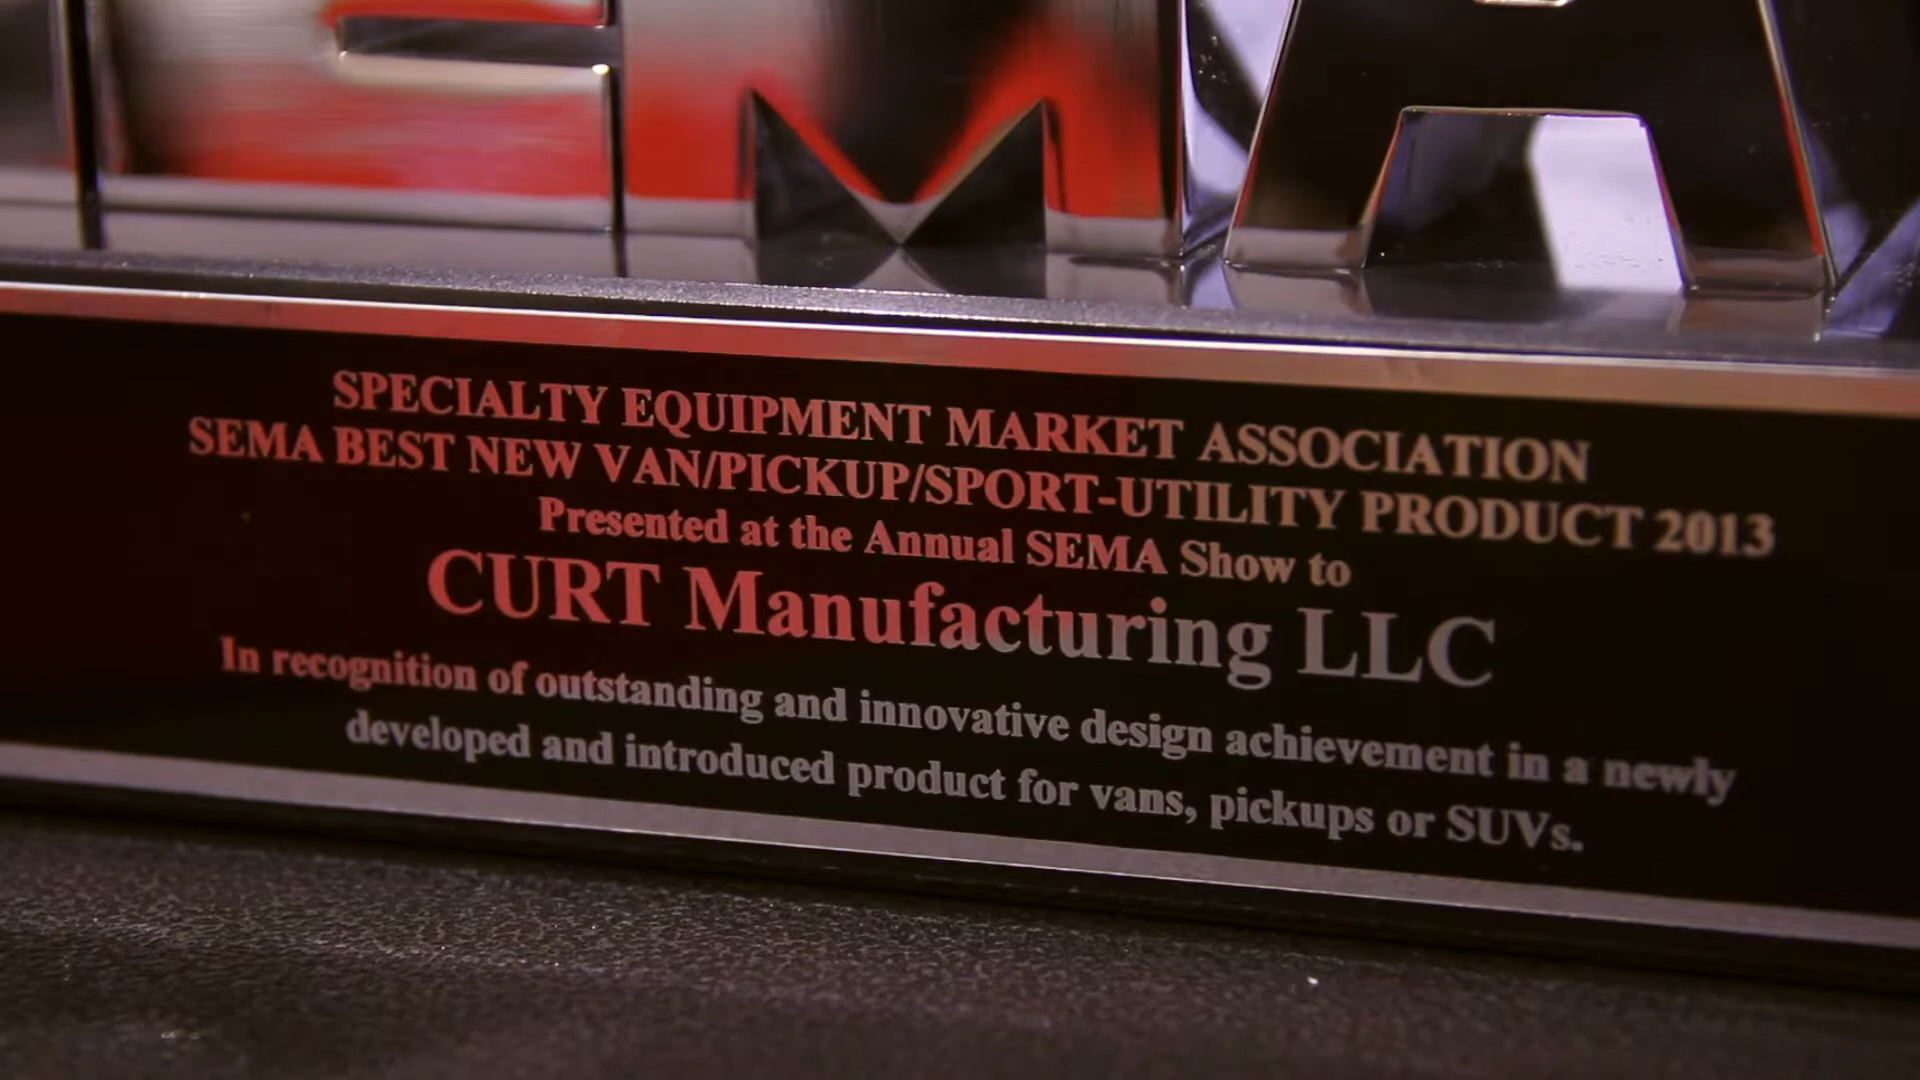 EMA
SPECIALTY EQUIPMENT MARKET ASSOCIATION
SEMA BEST NEW VAN/PICKUP/SPORT-UTILITY PRODUCT 2013
Presented at the Annual SEMA Show to
CURT Manufacturing LLC
In recognition of outstanding and innovative design achievement in a newly
developed and introduced product for vans, pickups or SUVs.